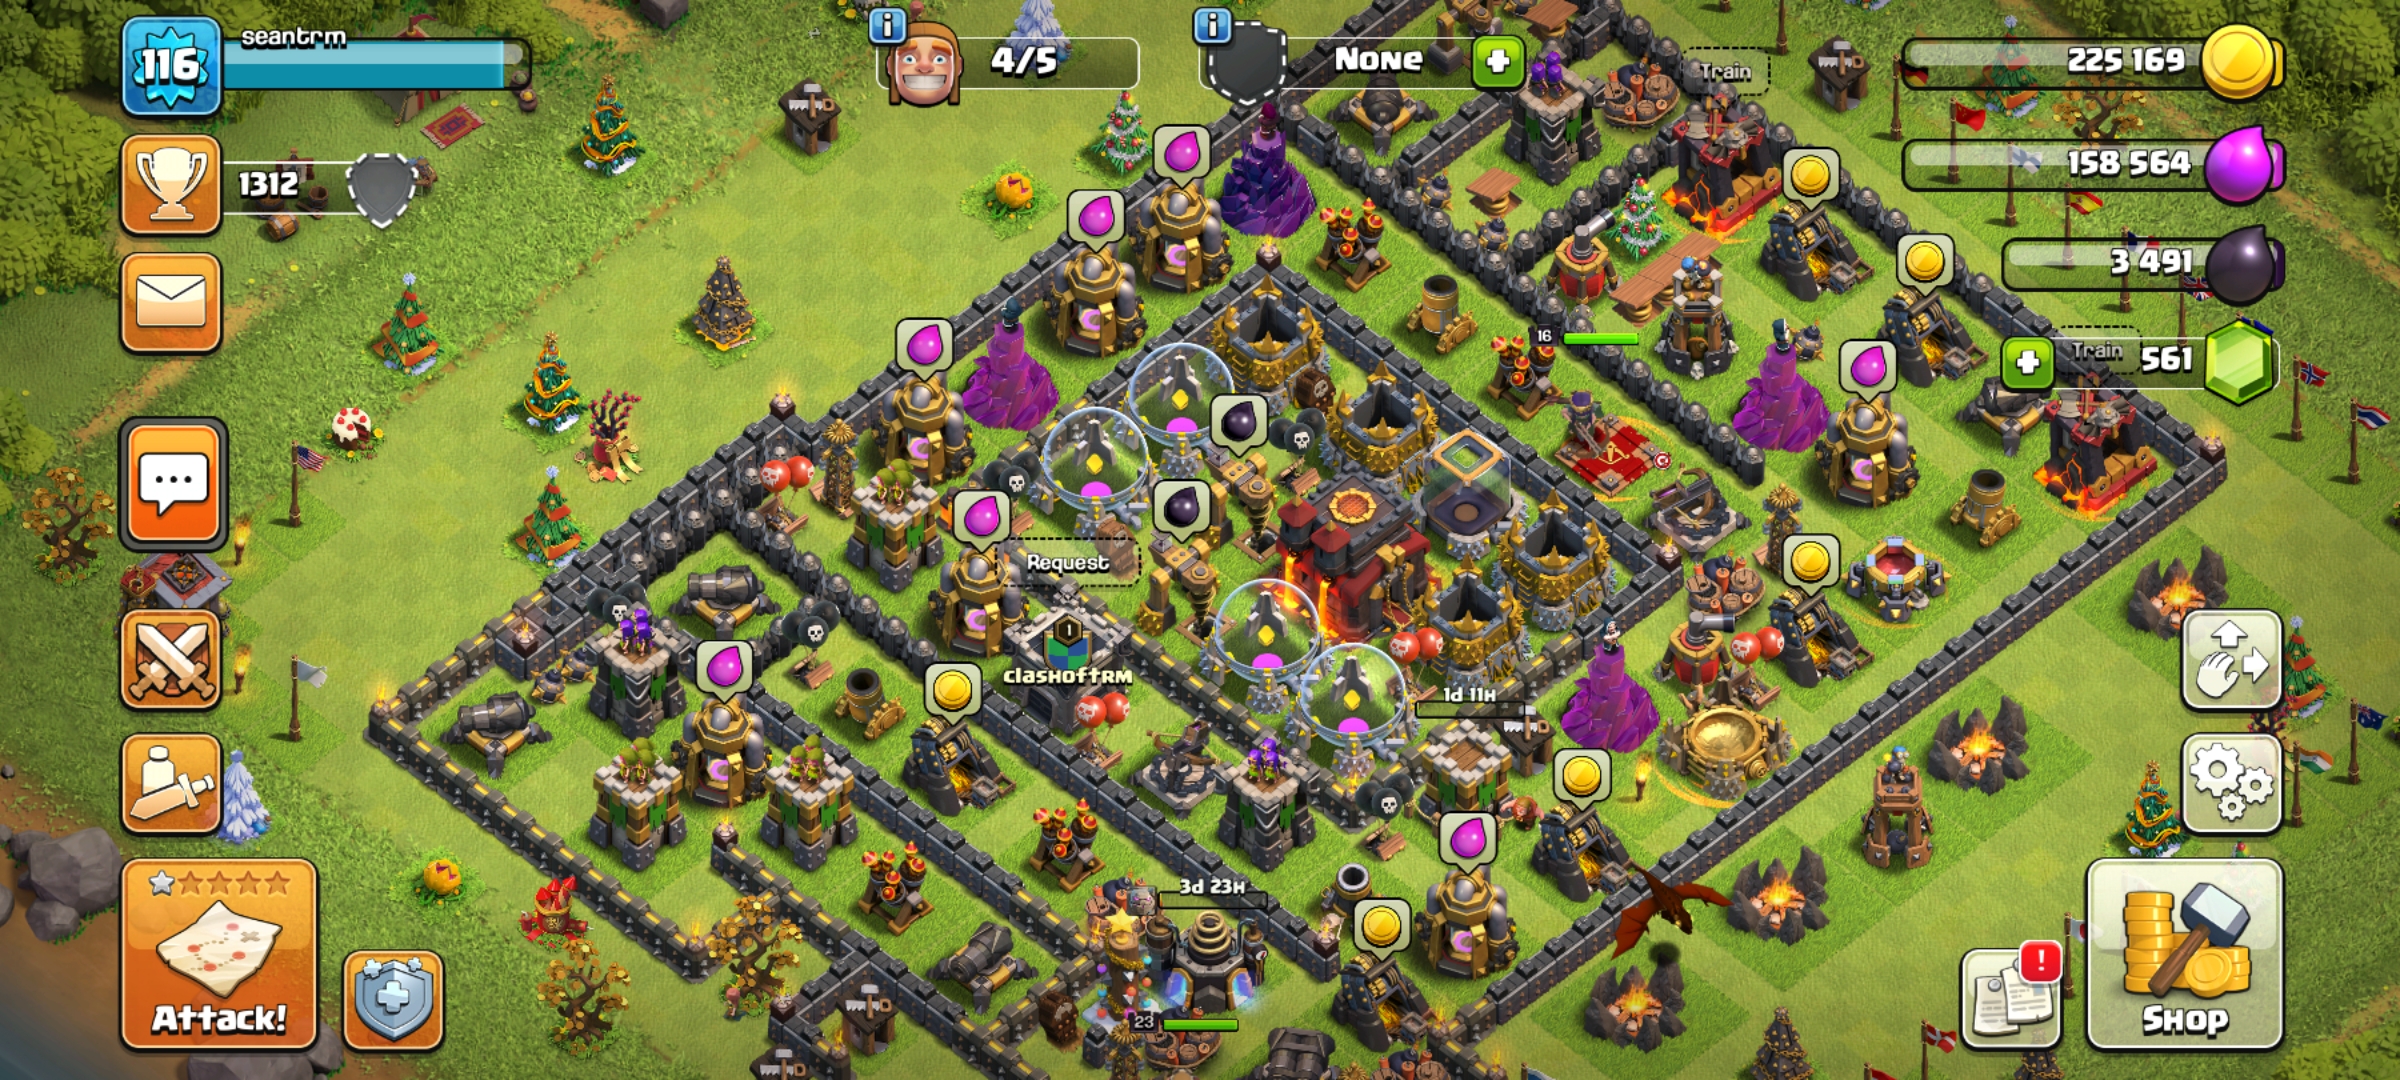 116
seantrm
i
4/5
i
None
225 169
Train
1312
158 564
3 491
Train
561
16
Request
1
clashoftrm
1d 11h
3d 23h
23
Attack!
!
Shop